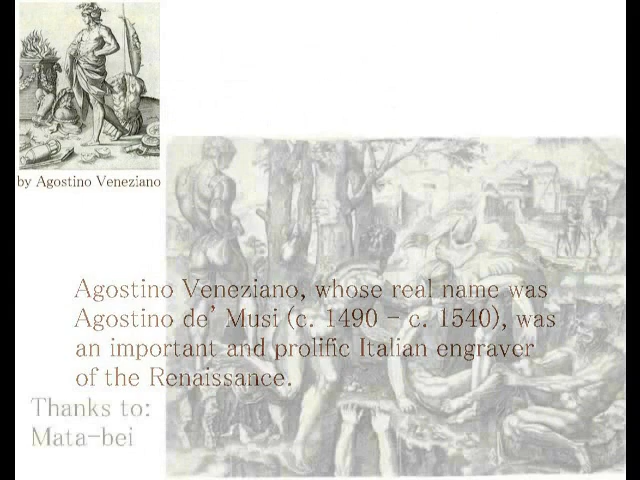 by Agostino Veneziano
Agostino Veneziano, whose real name was
Agostino de' Musi (c. 1490 - c. 1540), was
an important and prolific Italian engraver
of the Renaissance.
Thanks to:
Mata-bei